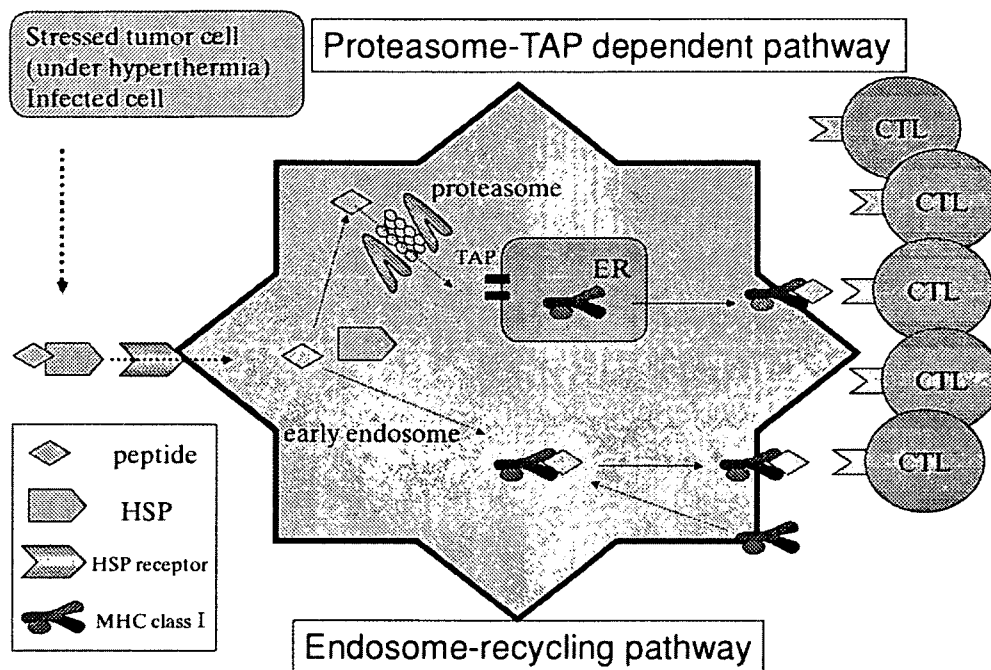 Stressed tumor cell
(under hyperthermia)
Infected cell
Proteasome-TAP dependent pathway
proteasome
TAP
ER
early endosome
CTL
CTL
CTL
CTL
CTL
peptide
HSP
HSP receptor
MHC class I
Endosome-recycling pathway